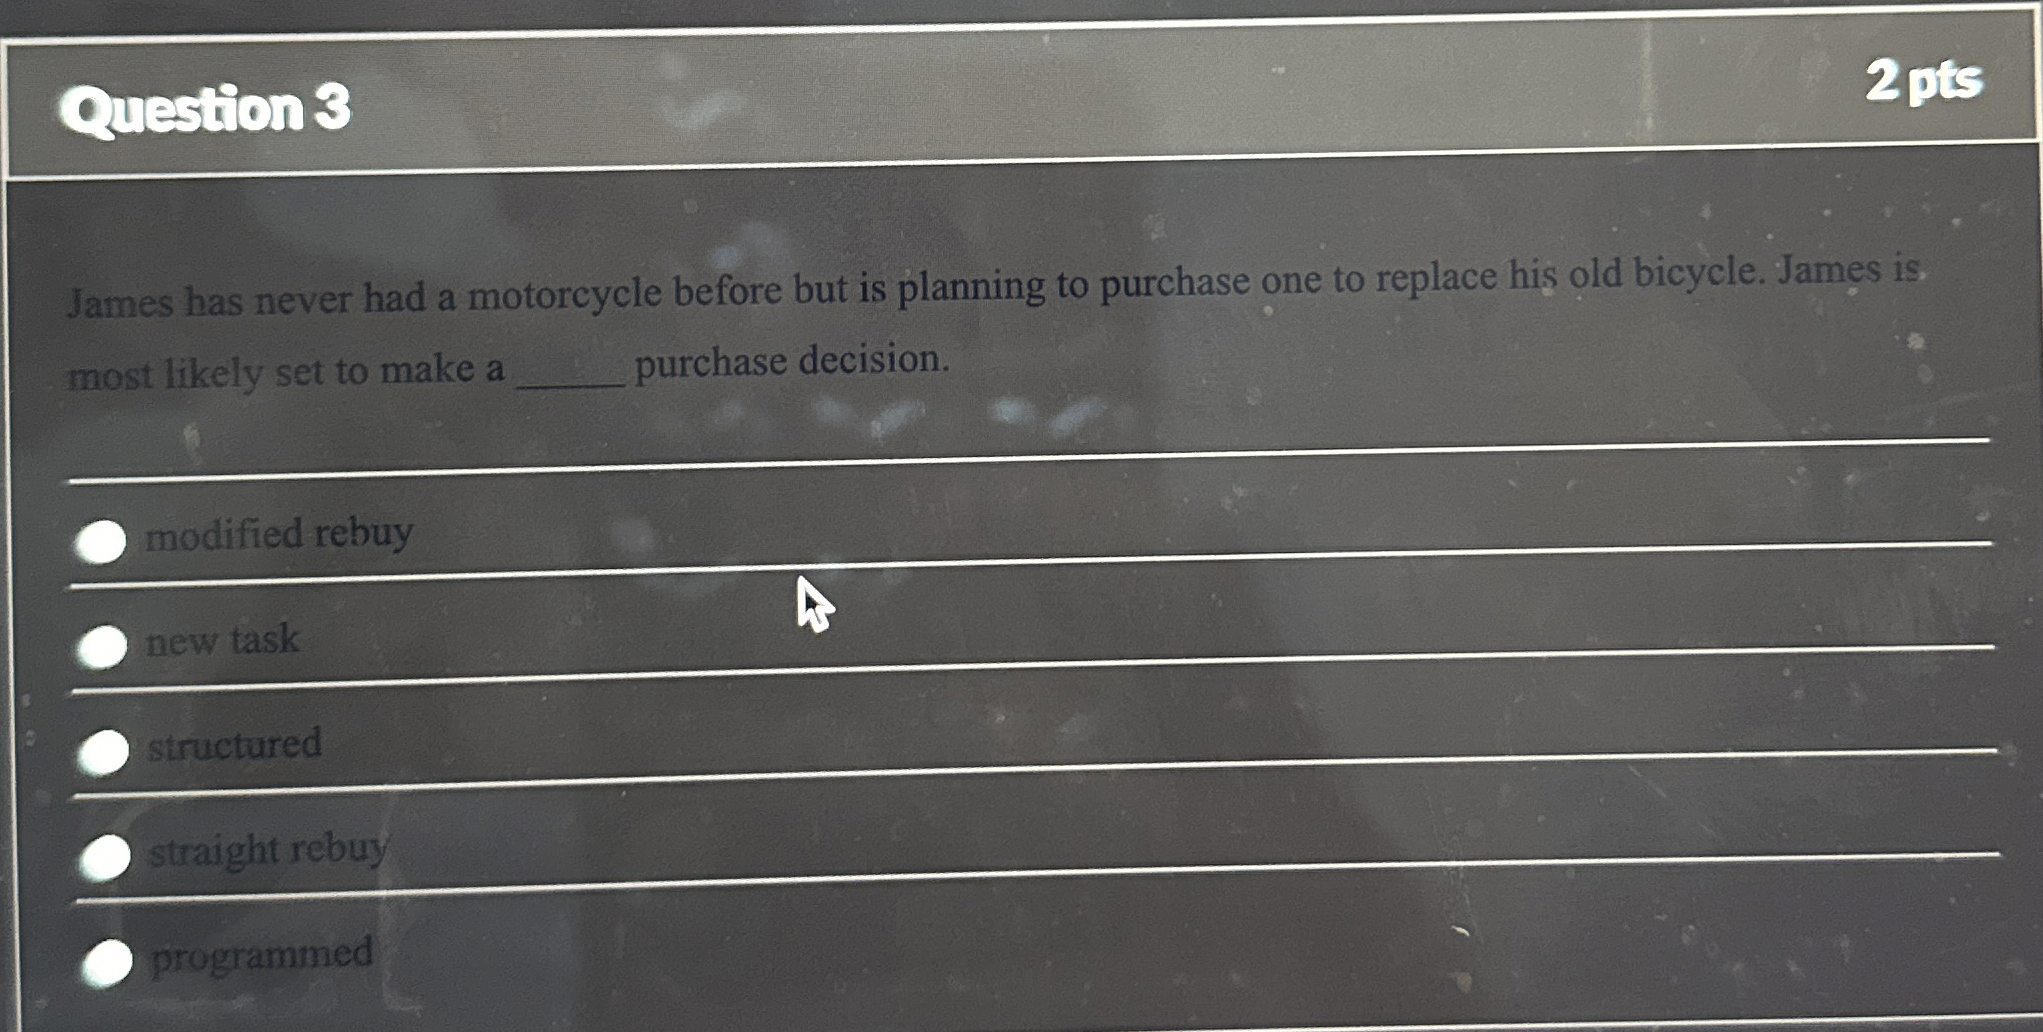 Question 3
2 pts
James has never had a motorcycle before but is planning to purchase one to replace his old bicycle. James is
most likely set to make a ______ purchase decision.
modified rebuy
new task
structured
straight rebuy
programmed